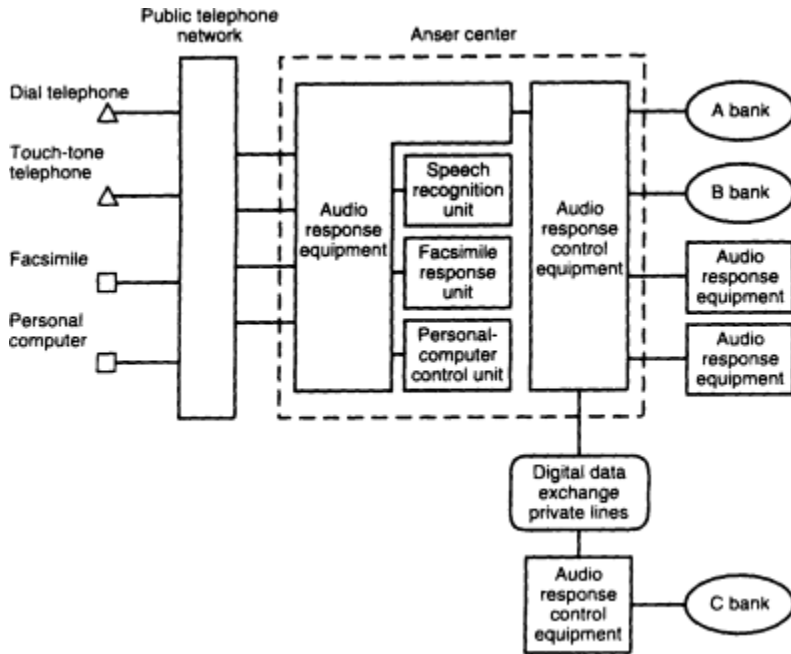 Public telephone
network
Anser center
Dial telephone
Touch-tone
telephone
Facsimile
Personal
computer
Audio
response
equipment
Speech
recognition
unit
Facsimile
response
unit
Personal-
computer
control unit
Audio
response
control
equipment
A bank
B bank
Audio
response
equipment
Audio
response
equipment
Digital data
exchange
private lines
Audio
response
control
equipment
C bank